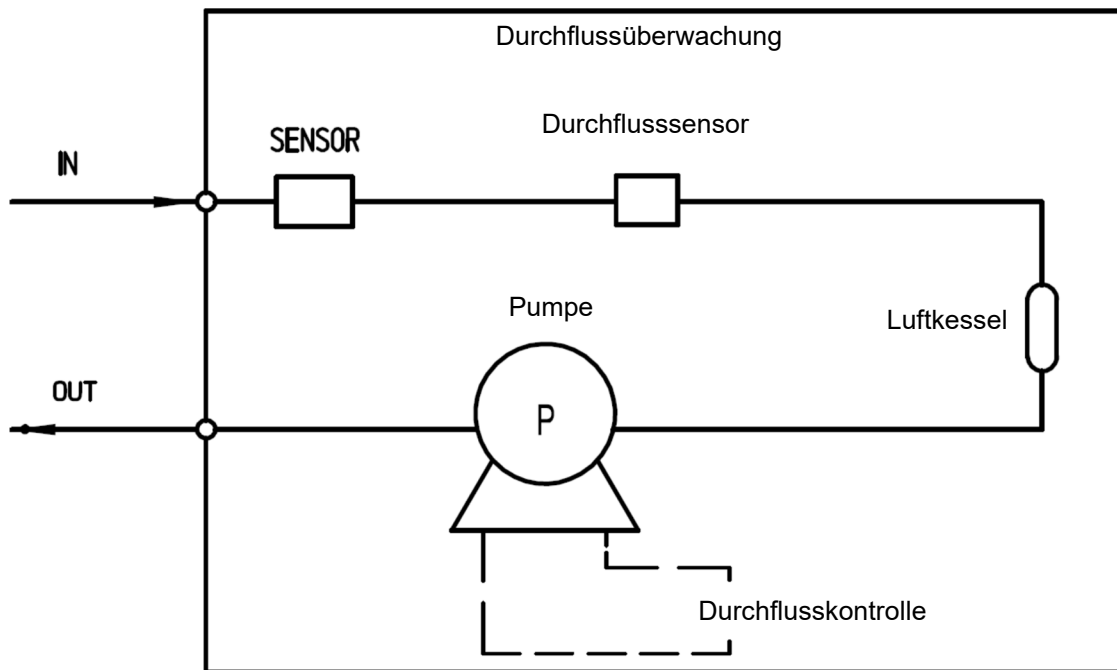 Durchflussüberwachung
Durchflusssensor
SENSOR
IN
Pumpe
Luftkessel
OUT
P
Durchflusskontrolle